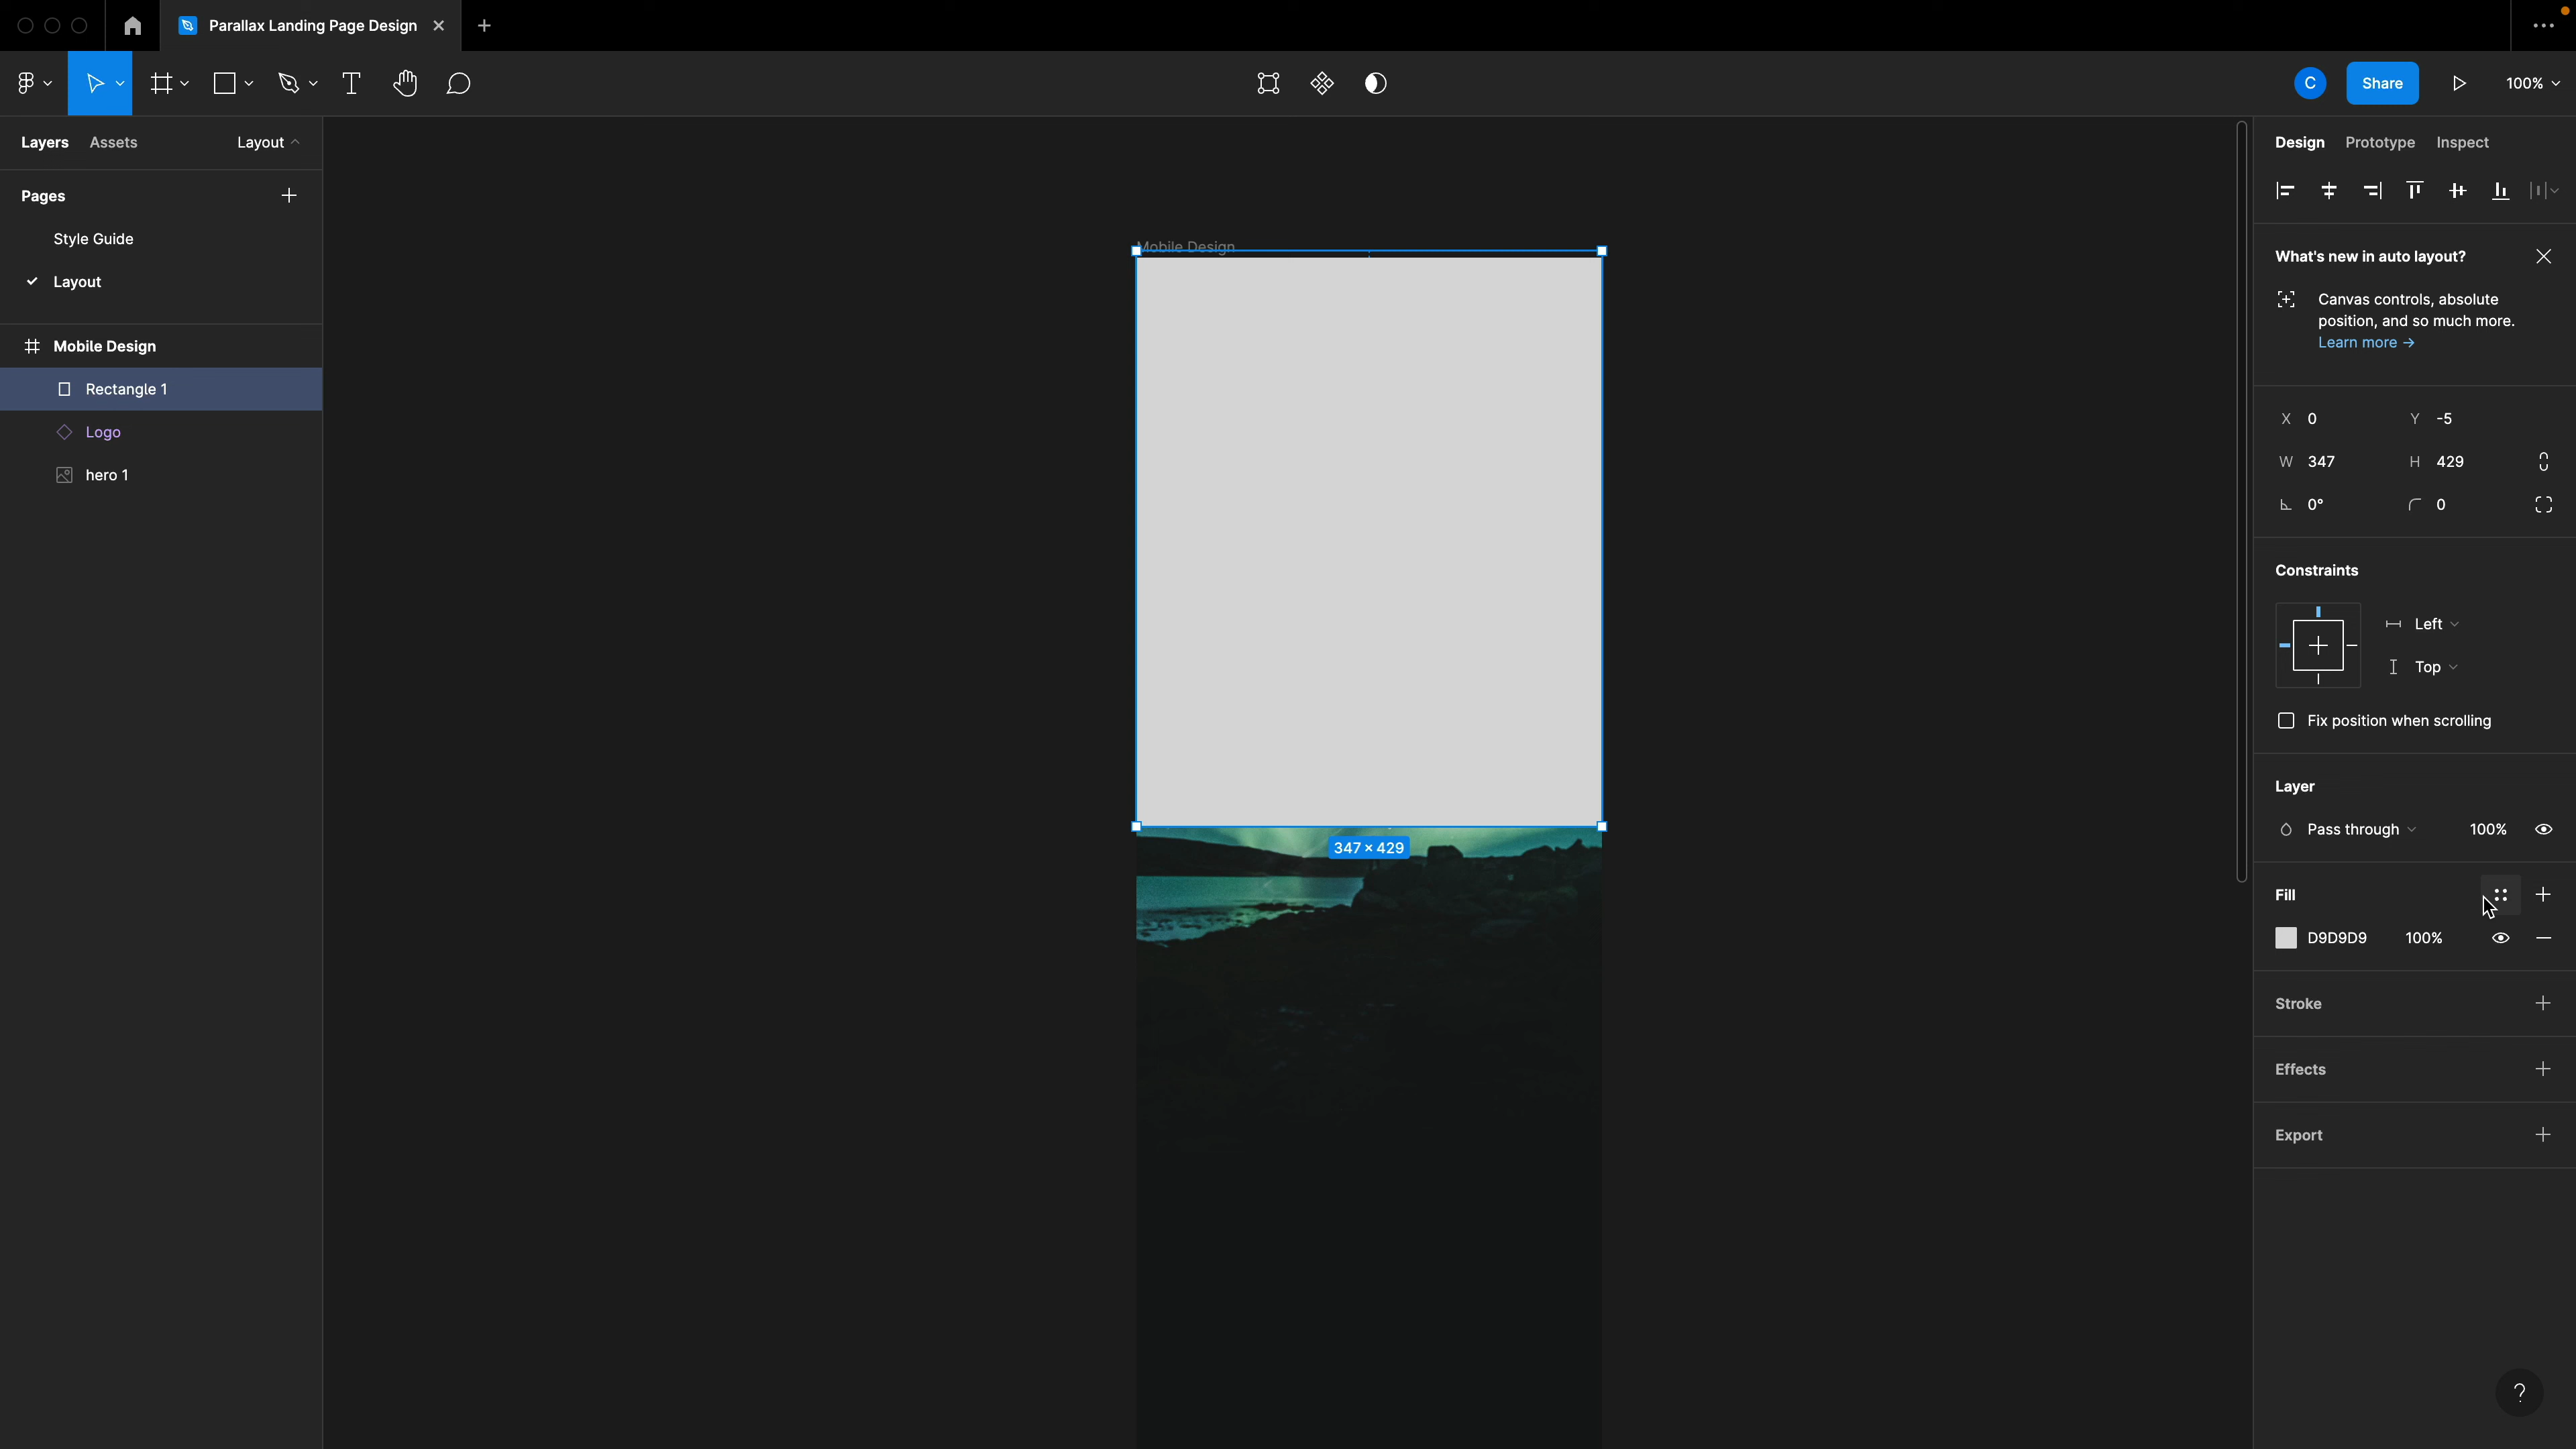 Parallax Landing Page Design
Share
100%
C
Layers Assets Layout
Pages
Style Guide
Layout
Mobile Design
Rectangle 1
Logo
hero 1
Mobile Design
347 × 429
Design Prototype Inspect
What's new in auto layout?
Canvas controls, absolute
position, and so much more.
Learn more →
X 0 Y -5
W 347 H 429
0° 0
Constraints
Left
Top
Fix position when scrolling
Layer
Pass through 100%
Fill
D9D9D9 100%
Stroke
Effects
Export
?